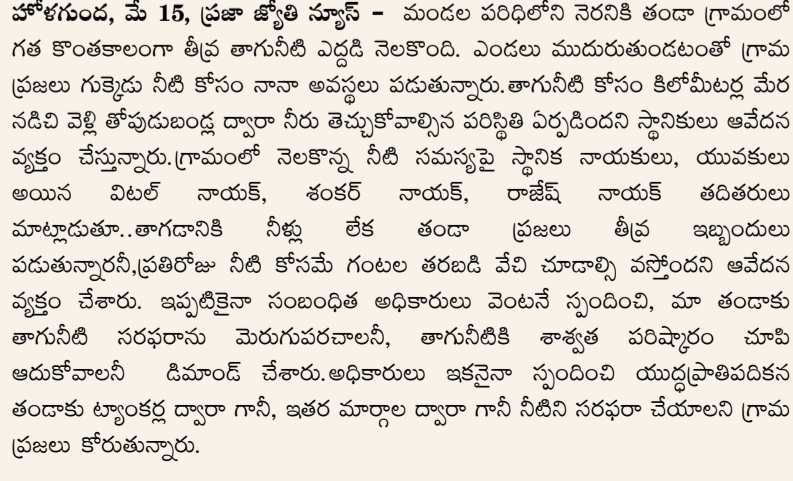 హోళగుంద, మే 15, ప్రజా జ్యోతి న్యూస్ – మండల పరిధిలోని నెరనికి తండా గ్రామంలో
గత కొంతకాలంగా తీవ్ర తాగునీటి ఎద్దడి నెలకొంది. ఎండలు ముదురుతుండటంతో గ్రామ
ప్రజలు గుక్కెడు నీటి కోసం నానా అవస్థలు పడుతున్నారు.తాగునీటి కోసం కిలోమీటర్ల మేర
నడిచి వెళ్లి తోపుడుబండ్ల ద్వారా నీరు తెచ్చుకోవాల్సిన పరిస్థితి ఏర్పడిందని స్థానికులు ఆవేదన
వ్యక్తం చేస్తున్నారు.గ్రామంలో నెలకొన్న నీటి సమస్యపై స్థానిక నాయకులు, యువకులు
అయిన విటల్ నాయక్, శంకర్ నాయక్, రాజేష్ నాయక్ తదితరులు
మాట్లాడుతూ..తాగడానికి నీళ్లు లేక తండా ప్రజలు తీవ్ర ఇబ్బందులు
పడుతున్నారనీ,ప్రతిరోజు నీటి కోసమే గంటల తరబడి వేచి చూడాల్సి వస్తోందని ఆవేదన
వ్యక్తం చేశారు. ఇప్పటికైనా సంబంధిత అధికారులు వెంటనే స్పందించి, మా తండాకు
తాగునీటి సరఫరాను మెరుగుపరచాలనీ, తాగునీటికి శాశ్వత పరిష్కారం చూపి
ఆదుకోవాలనీ డిమాండ్ చేశారు.అధికారులు ఇకనైనా స్పందించి యుద్ధప్రాతిపదికన
తండాకు ట్యాంకర్ల ద్వారా గానీ, ఇతర మార్గాల ద్వారా గానీ నీటిని సరఫరా చేయాలని గ్రామ
ప్రజలు కోరుతున్నారు.